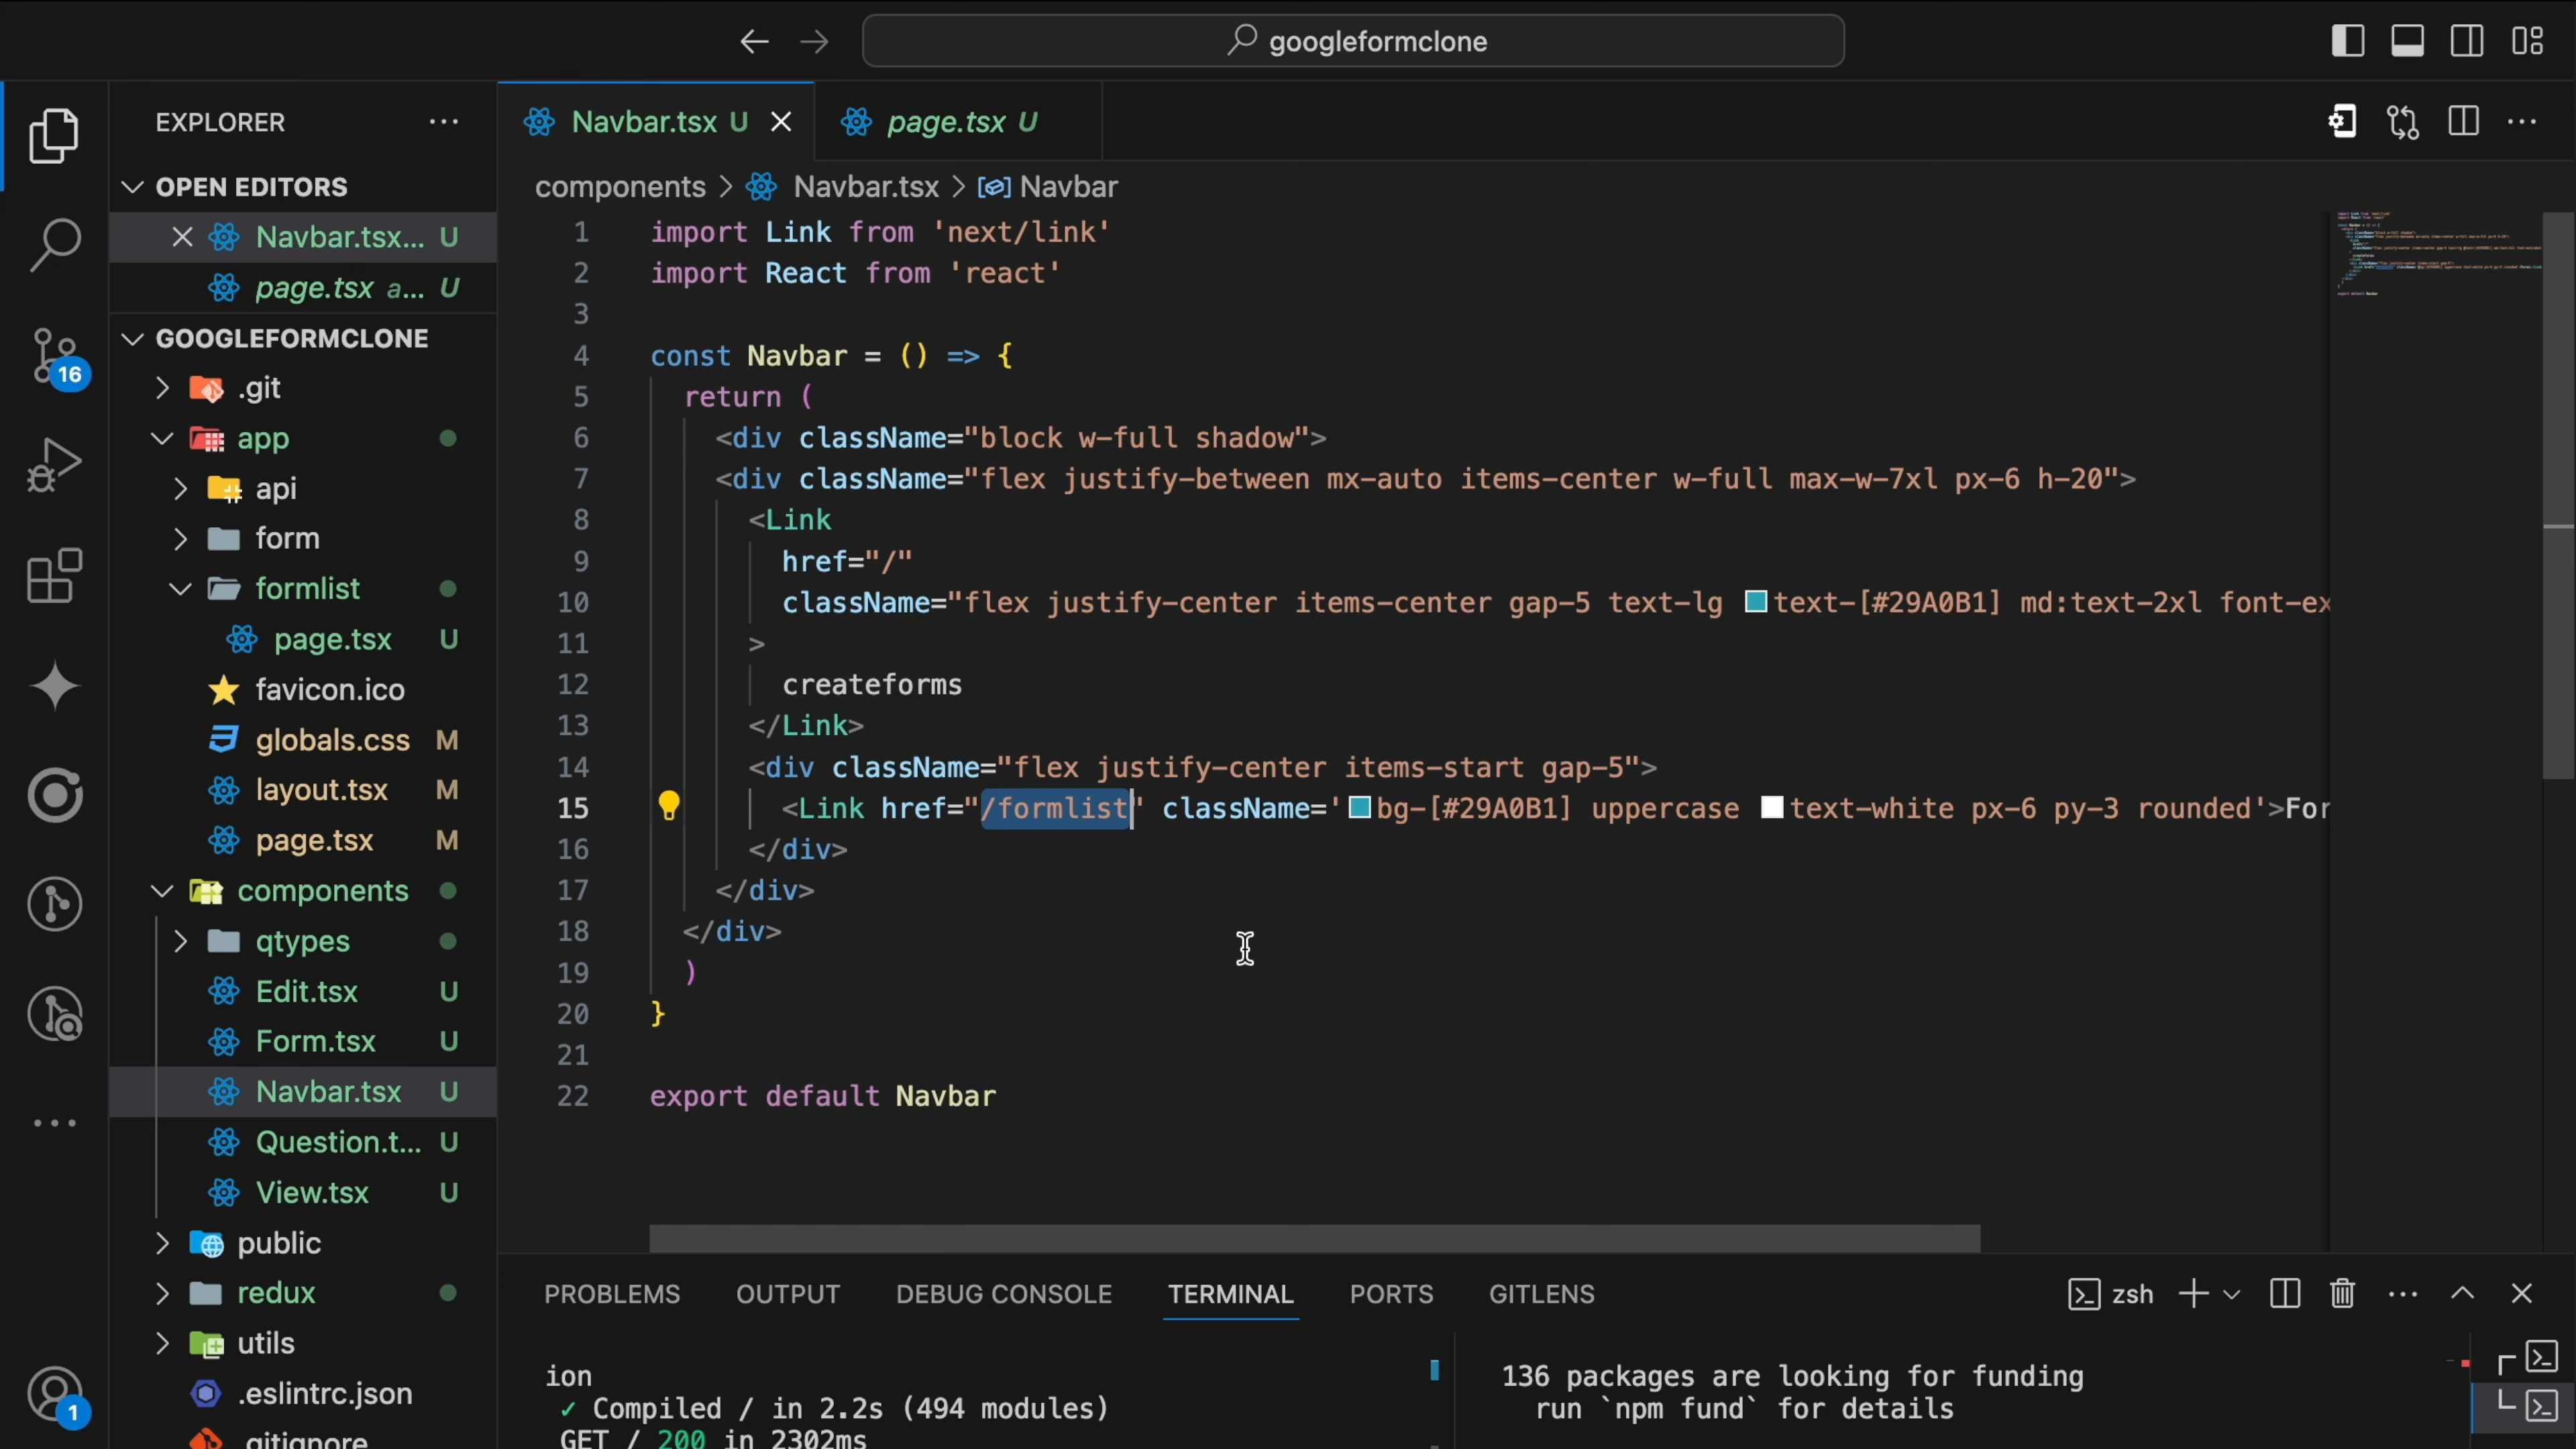 googleformclone
EXPLORER
OPEN EDITORS
Navbar.tsx... U
page.tsx a... U
GOOGLEFORMCLONE
.git
app
api
form
formlist
page.tsx U
favicon.ico
globals.css M
layout.tsx M
page.tsx M
components
qtypes
Edit.tsx U
Form.tsx U
Navbar.tsx U
Question.t... U
View.tsx U
public
redux
utils
.eslintrc.json
.gitignore
16
1
Navbar.tsx U
page.tsx U
components > Navbar.tsx > Navbar
1 import Link from 'next/link'
2 import React from 'react'
3
4 const Navbar = () => {
5 return (
6 <div className="block w-full shadow">
7 <div className="flex justify-between mx-auto items-center w-full max-w-7xl px-6 h-20">
8 <Link
9 href="/"
10 className="flex justify-center items-center gap-5 text-lg text-[#29A0B1] md:text-2xl font-ex
11 >
12 createforms
13 </Link>
14 <div className="flex justify-center items-start gap-5">
15 <Link href="/formlist" className='bg-[#29A0B1] uppercase text-white px-6 py-3 rounded'>For
16 </div>
17 </div>
18 </div>
19 )
20 }
21
22 export default Navbar
PROBLEMS OUTPUT DEBUG CONSOLE TERMINAL PORTS GITLENS
zsh
ion
✓ Compiled / in 2.2s (494 modules)
GET / 200 in 2302ms
136 packages are looking for funding
run `npm fund` for details